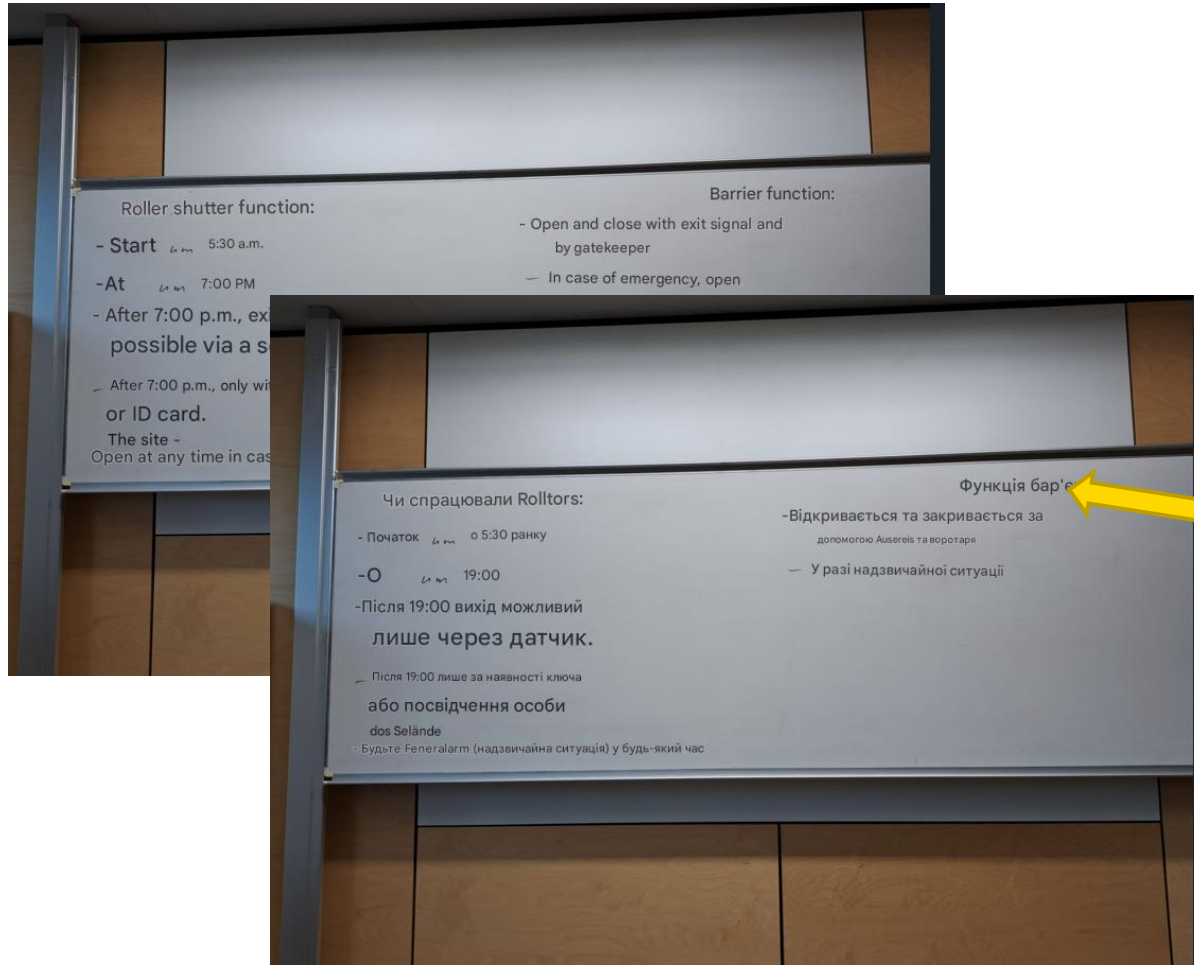 Roller shutter function:
- Start um 5:30 a.m.
-At um 7:00 PM
- After 7:00 p.m., exi
possible via a s
– After 7:00 p.m., only wi
or ID card.
The site -
Open at any time in cas
Barrier function:
- Open and close with exit signal and
by gatekeeper
– In case of emergency, open
Чи спрацювали Rolltors:
- Початок um о 5:30 ранку
-О um 19:00
-Після 19:00 вихід можливий
лише через датчик.
– Після 19:00 лише за наявності ключа
або посвідчення особи
dos Selände
- Будьте Feneralarm (надзвичайна ситуація) у будь-який час
Функція бар'є
-Відкривається та закривається за
допомогою Ausereis та воротаря
– У разі надзвичайної ситуації